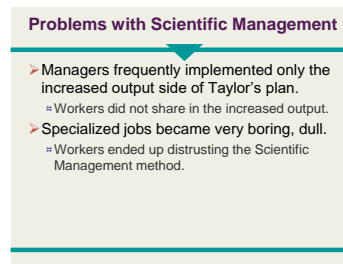 Problems with Scientific Management
➢Managers frequently implemented only the
increased output side of Taylor's plan.
≈Workers did not share in the increased output.
➢Specialized jobs became very boring, dull.
≈Workers ended up distrusting the Scientific
Management method.